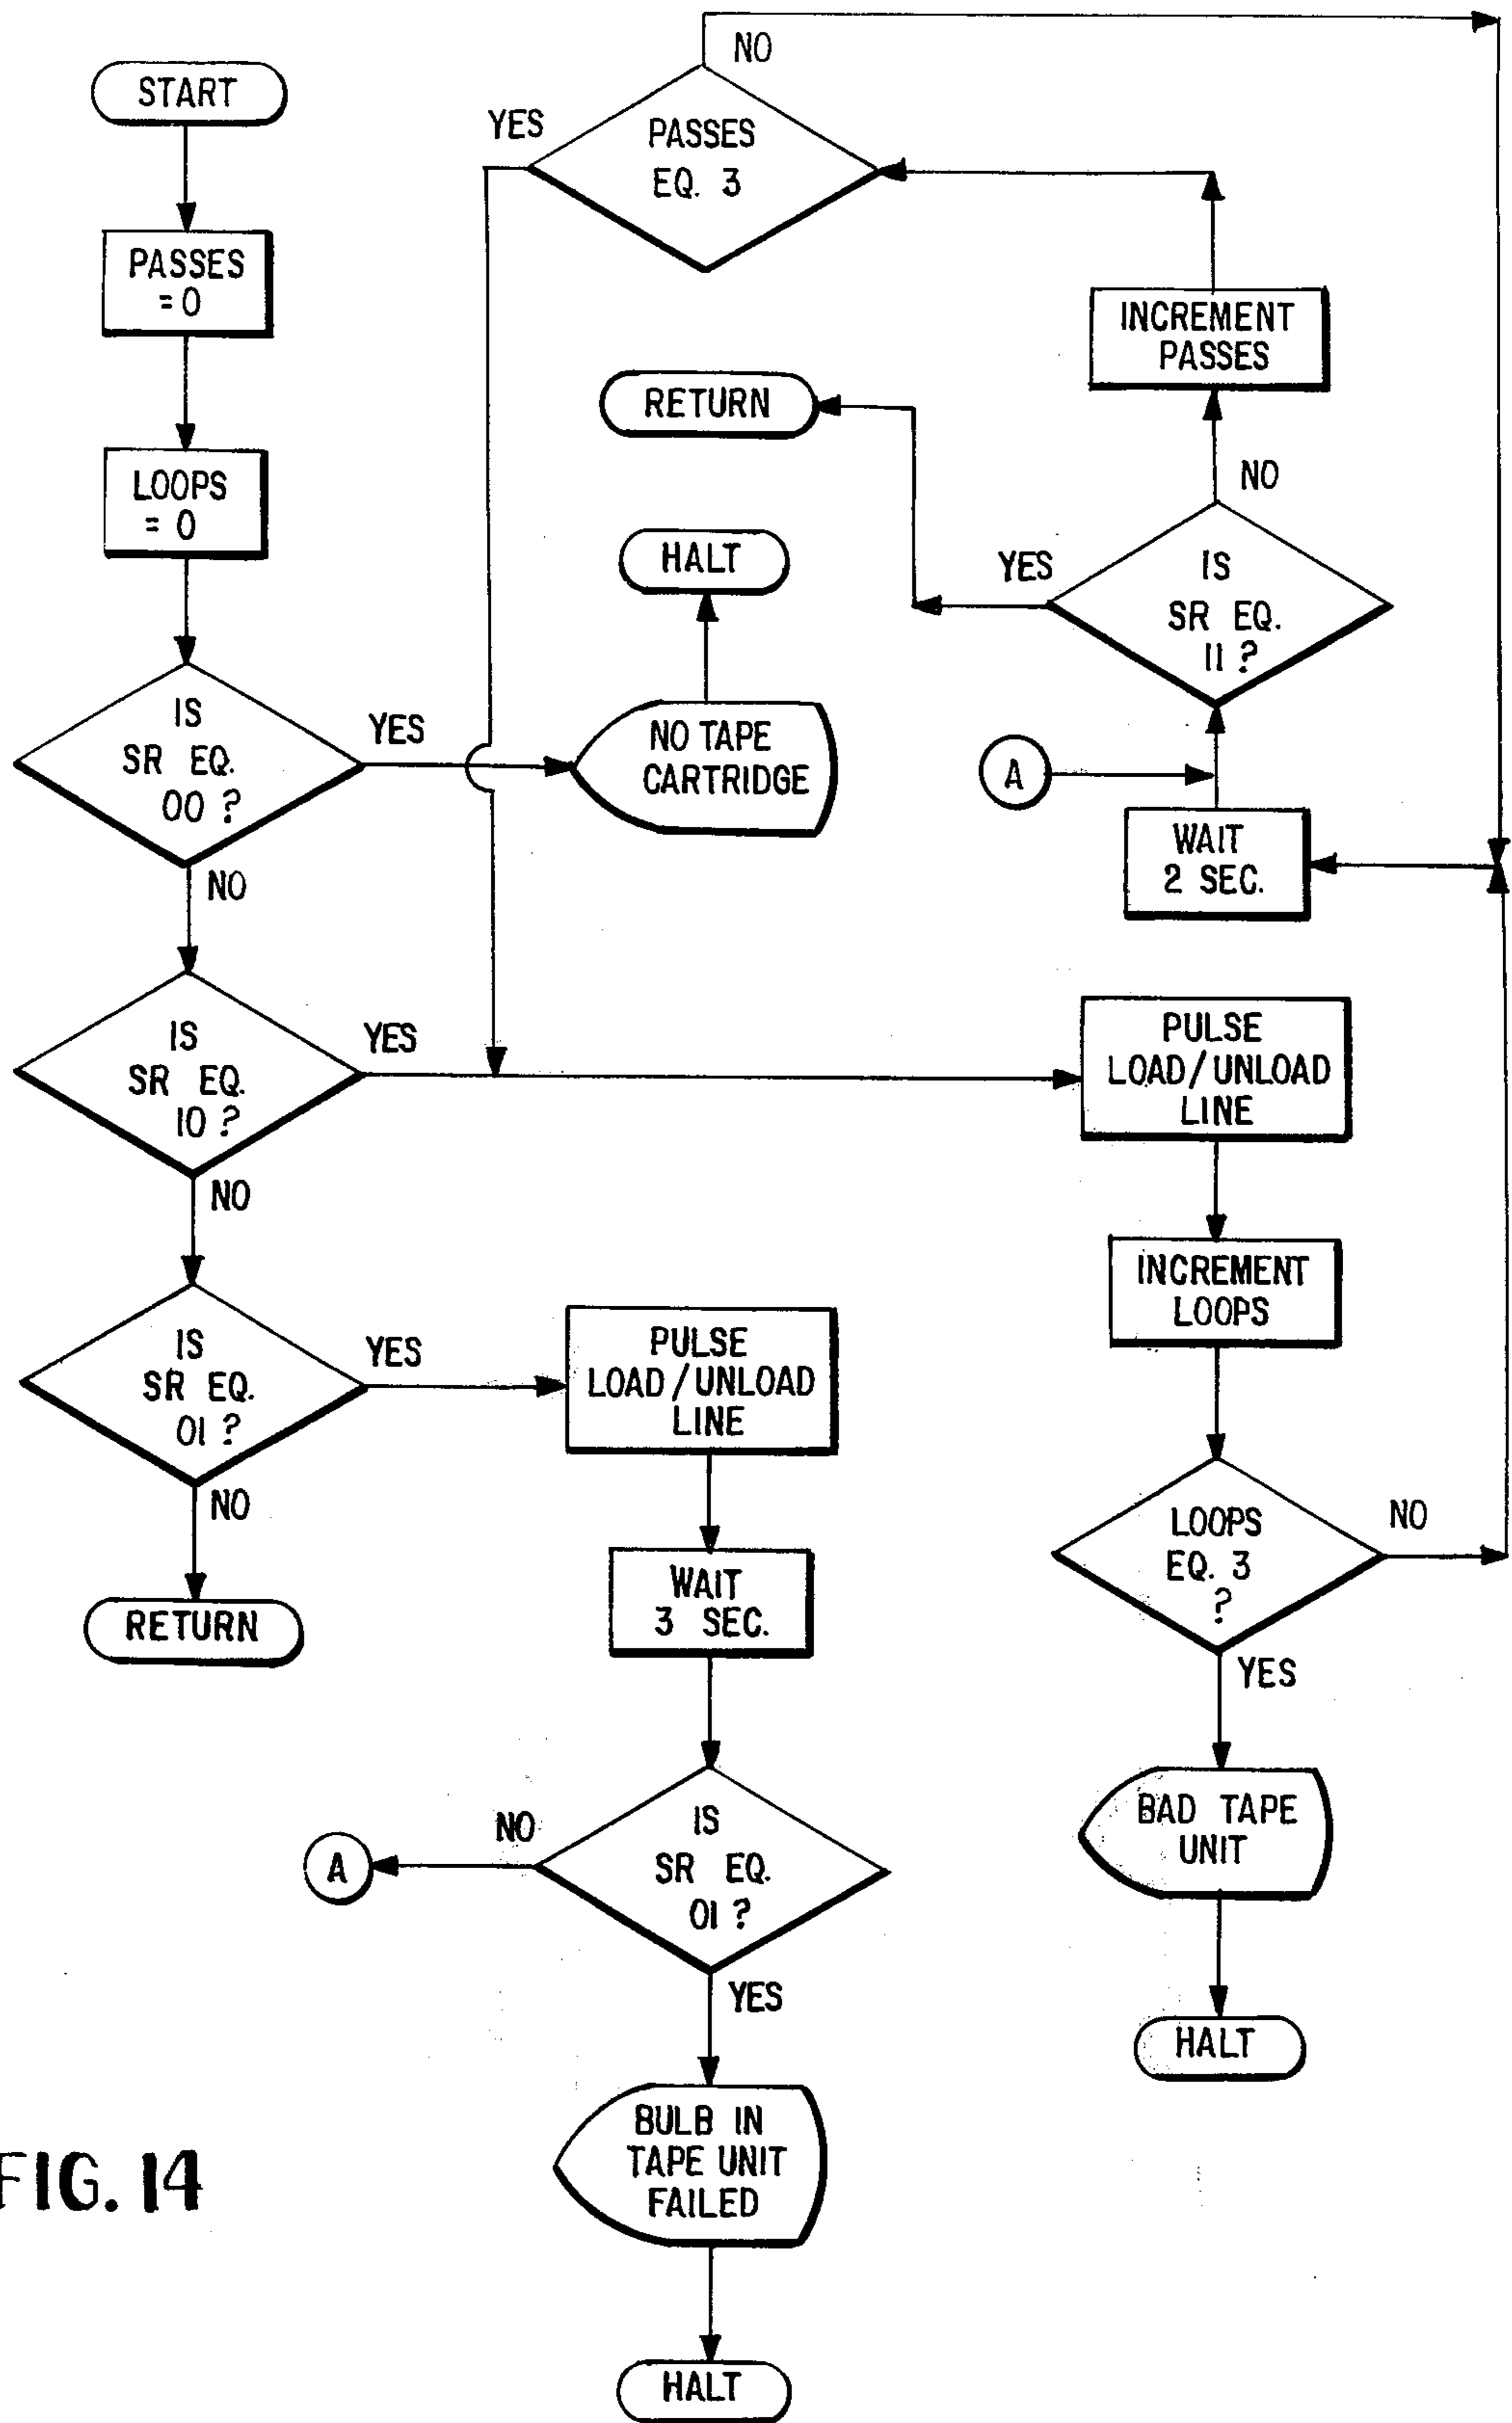 START
PASSES
= 0
LOOPS
= 0
IS
SR EQ.
00 ?
YES
NO
NO TAPE
CARTRIDGE
HALT
IS
SR EQ.
10 ?
YES
NO
IS
SR EQ.
01 ?
YES
NO
RETURN
PULSE
LOAD/UNLOAD
LINE
WAIT
3 SEC.
IS
SR EQ.
01 ?
NO
A
YES
BULB IN
TAPE UNIT
FAILED
HALT
NO
YES
PASSES
EQ. 3
INCREMENT
PASSES
RETURN
NO
YES
IS
SR EQ.
11 ?
A
WAIT
2 SEC.
PULSE
LOAD/UNLOAD
LINE
INCREMENT
LOOPS
LOOPS
EQ. 3
?
NO
YES
BAD TAPE
UNIT
HALT
FIG. 14